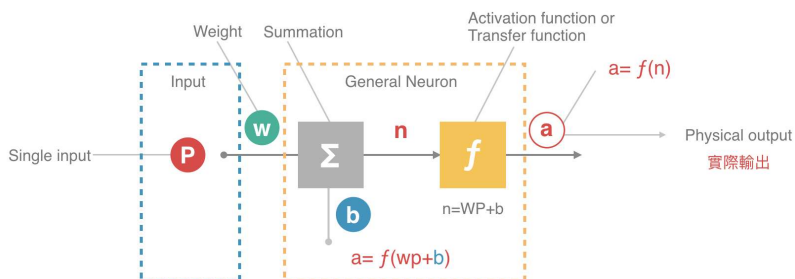 Weight
Summation
Activation function or
Transfer function
Input
General Neuron
a= f(n)
Single input
P
w
Σ
n
f
a
Physical output
實際輸出
b
n=WP+b
a= f(wp+b)